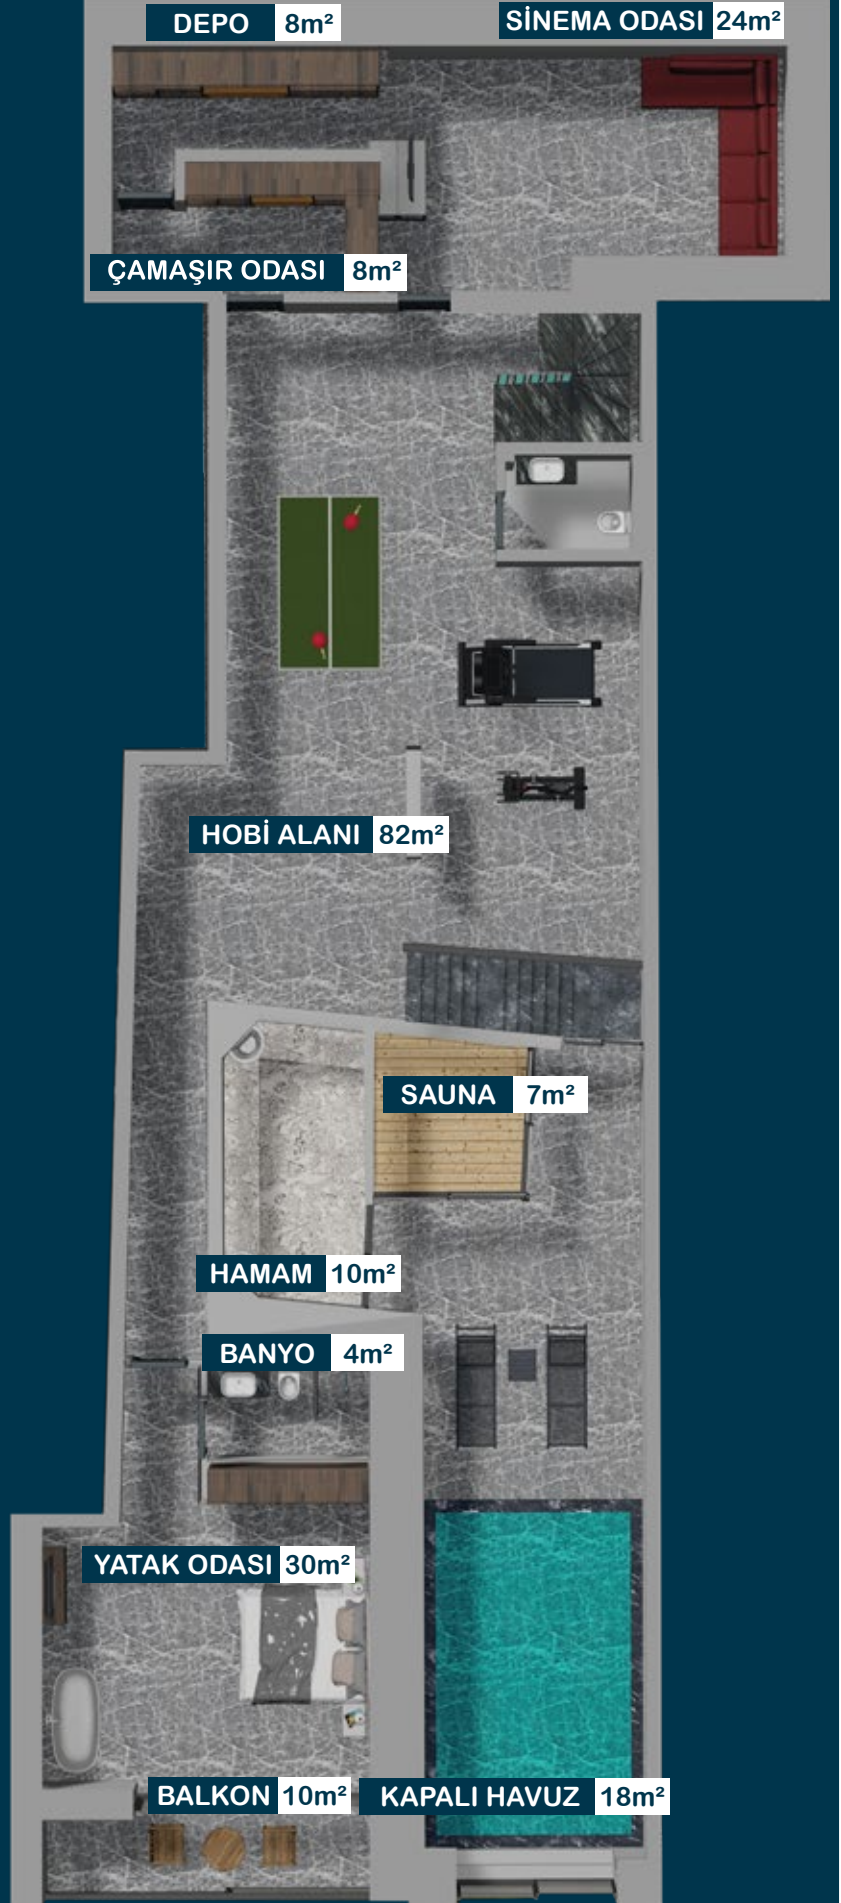 DEPO 8m²
SİNEMA ODASI 24m²
ÇAMAŞIR ODASI 8m²
HOBİ ALANI 82m²
SAUNA 7m²
HAMAM 10m²
BANYO 4m²
YATAK ODASI 30m²
BALKON 10m²
KAPALI HAVUZ 18m²